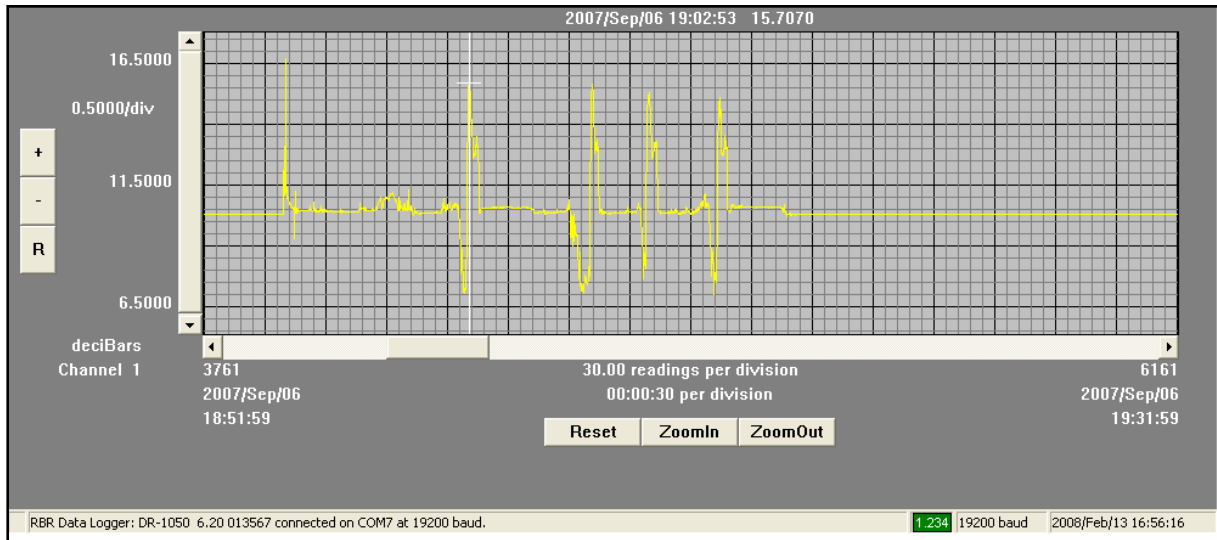 2007/Sep/06 19:02:53 15.7070
16.5000
0.5000/div
+
11.5000
-
R
6.5000
deciBars
Channel 1
3761 30.00 readings per division 6161
2007/Sep/06 00:00:30 per division 2007/Sep/06
18:51:59 19:31:59
Reset ZoomIn ZoomOut
RBR Data Logger: DR-1050 6.20 013567 connected on COM7 at 19200 baud. 1.234 19200 baud 2008/Feb/13 16:56:16